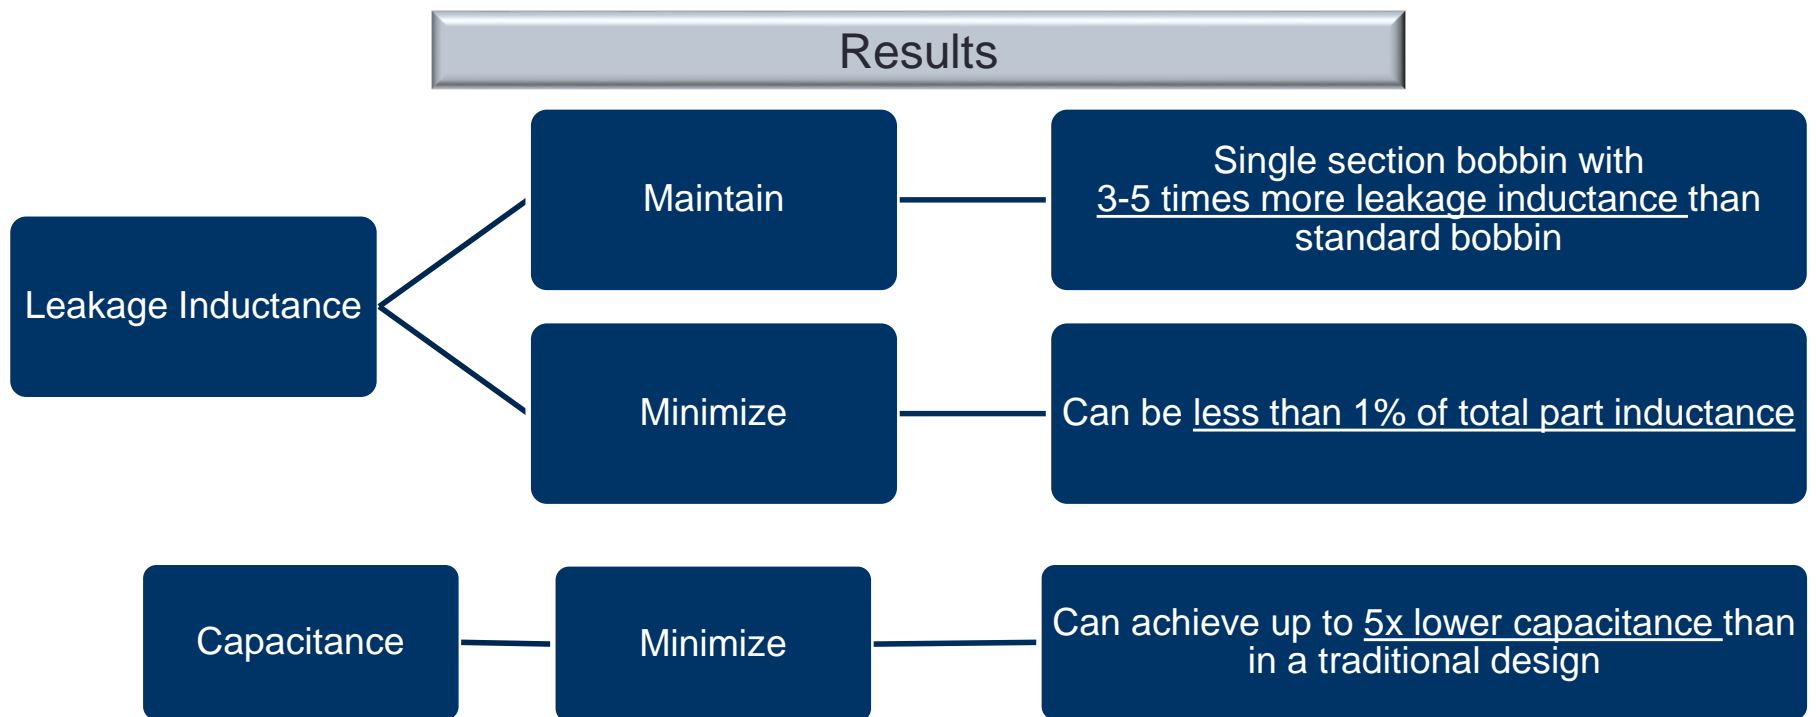 Results
Leakage Inductance
Maintain
Single section bobbin with
3-5 times more leakage inductance than
standard bobbin
Minimize
Can be less than 1% of total part inductance
Capacitance
Minimize
Can achieve up to 5x lower capacitance than
in a traditional design